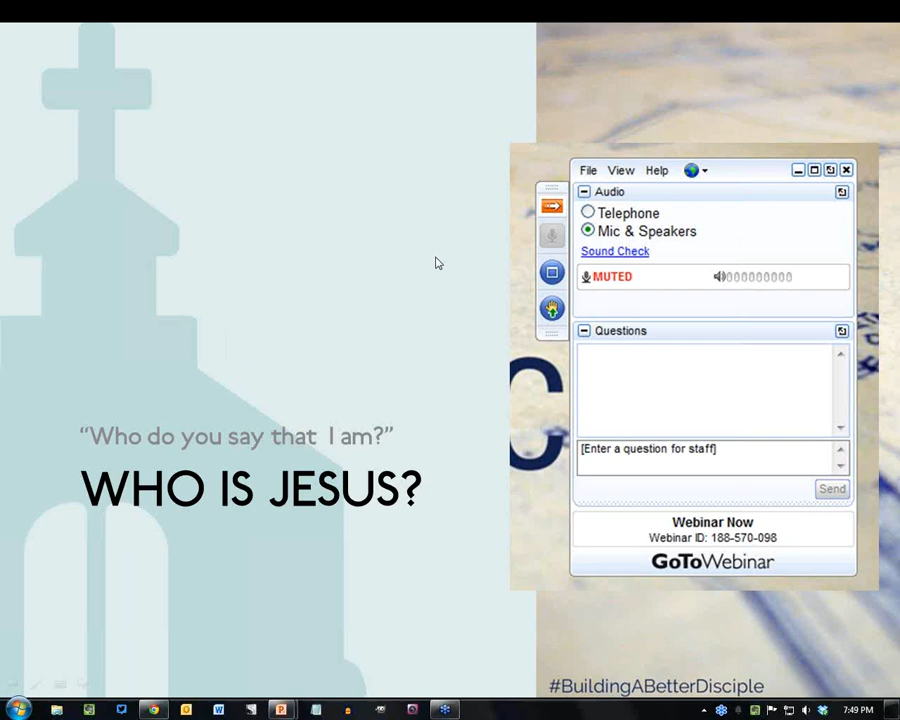 “Who do you say that I am?”
WHO IS JESUS?
File View Help
Audio
Telephone
Mic & Speakers
Sound Check
MUTED
Questions
[Enter a question for staff]
Send
Webinar Now
Webinar ID: 188-570-098
GoToWebinar
C
#BuildingABetterDisciple
7:49 PM